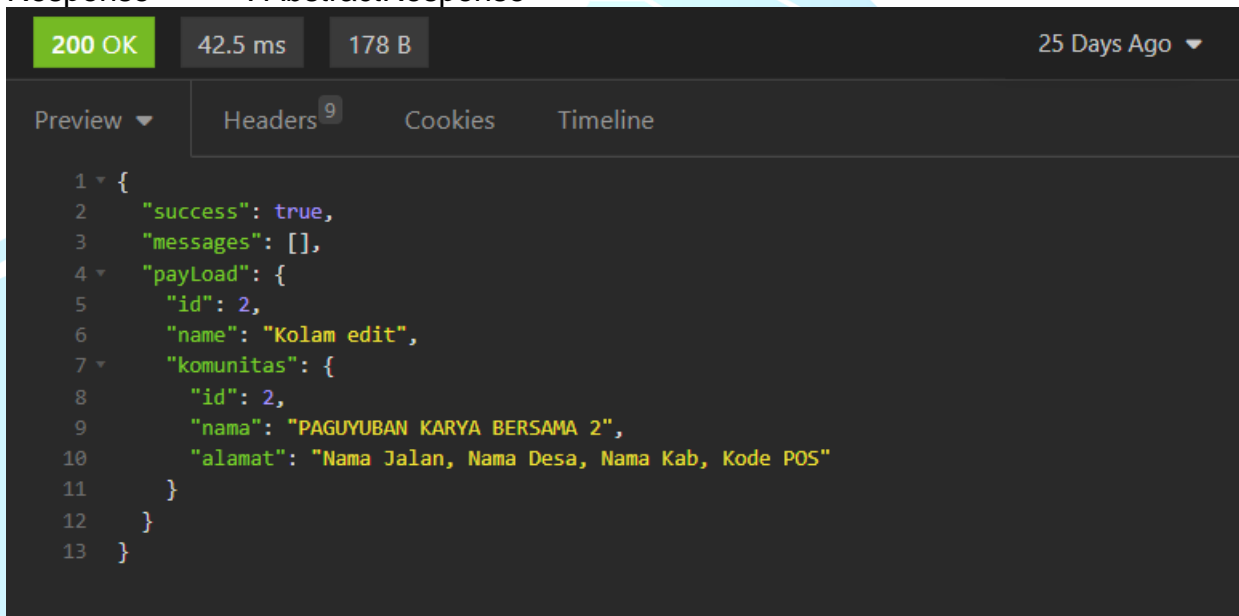 200 OK 42.5 ms 178 B 25 Days Ago
Preview Headers 9 Cookies Timeline
1 {
2 "success": true,
3 "messages": [],
4 "payLoad": {
5 "id": 2,
6 "name": "Kolam edit",
7 "komunitas": {
8 "id": 2,
9 "nama": "PAGUYUBAN KARYA BERSAMA 2",
10 "alamat": "Nama Jalan, Nama Desa, Nama Kab, Kode POS"
11 }
12 }
13 }